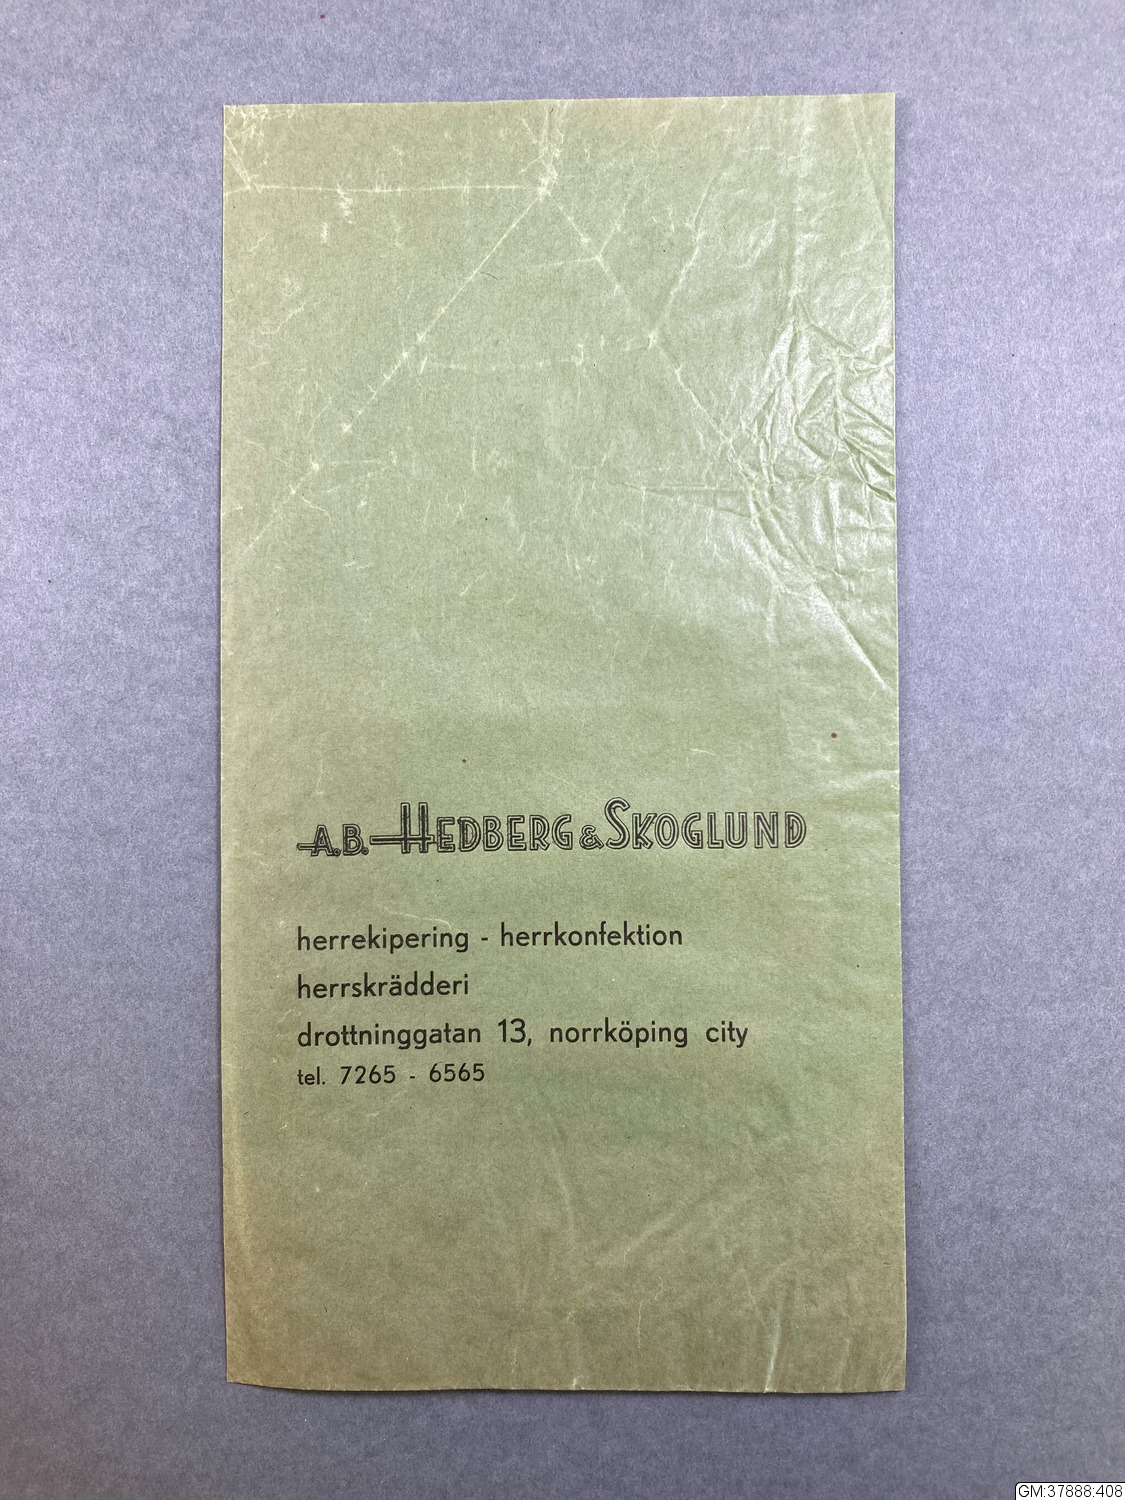 A.B. HEDBERG & SKOGLUND
herrekipering - herrkonfektion
herrskrädderi
drottninggatan 13, norrköping city
tel. 7265 - 6565
GM:37888:408